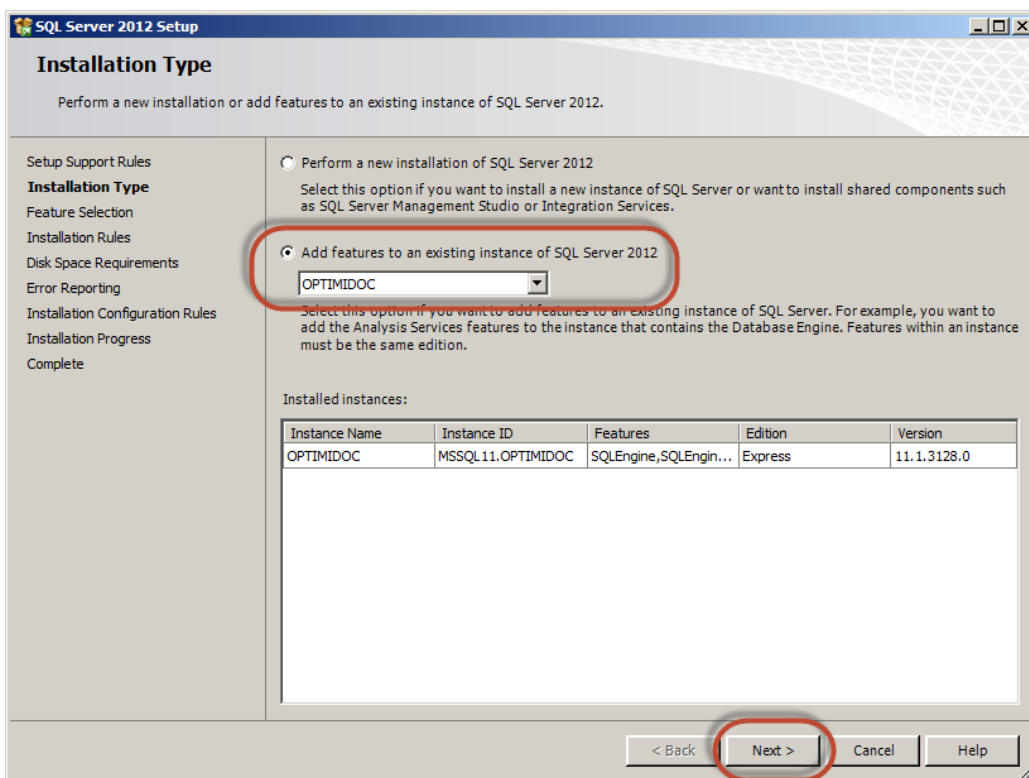 SQL Server 2012 Setup
Installation Type
Perform a new installation or add features to an existing instance of SQL Server 2012.
Setup Support Rules
Installation Type
Feature Selection
Installation Rules
Disk Space Requirements
Error Reporting
Installation Configuration Rules
Installation Progress
Complete
Perform a new installation of SQL Server 2012
Select this option if you want to install a new instance of SQL Server or want to install shared components such
as SQL Server Management Studio or Integration Services.
Add features to an existing instance of SQL Server 2012
OPTIMIDOC
Select this option if you want to add features to an existing instance of SQL Server. For example, you want to
add the Analysis Services features to the instance that contains the Database Engine. Features within an instance
must be the same edition.
Installed instances:
Instance Name Instance ID Features Edition Version
OPTIMIDOC MSSQL11.OPTIMIDOC SQLEngine,SQLEngin... Express 11.1.3128.0
< Back Next > Cancel Help